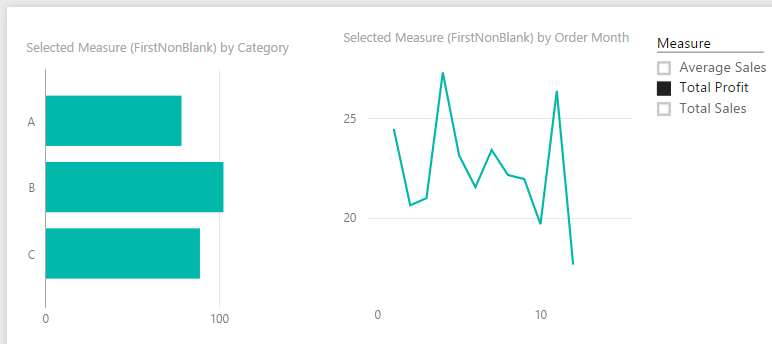 Selected Measure (FirstNonBlank) by Category
A
B
C
0 100
Selected Measure (FirstNonBlank) by Order Month
25
20
0 10
Measure
Average Sales
Total Profit
Total Sales